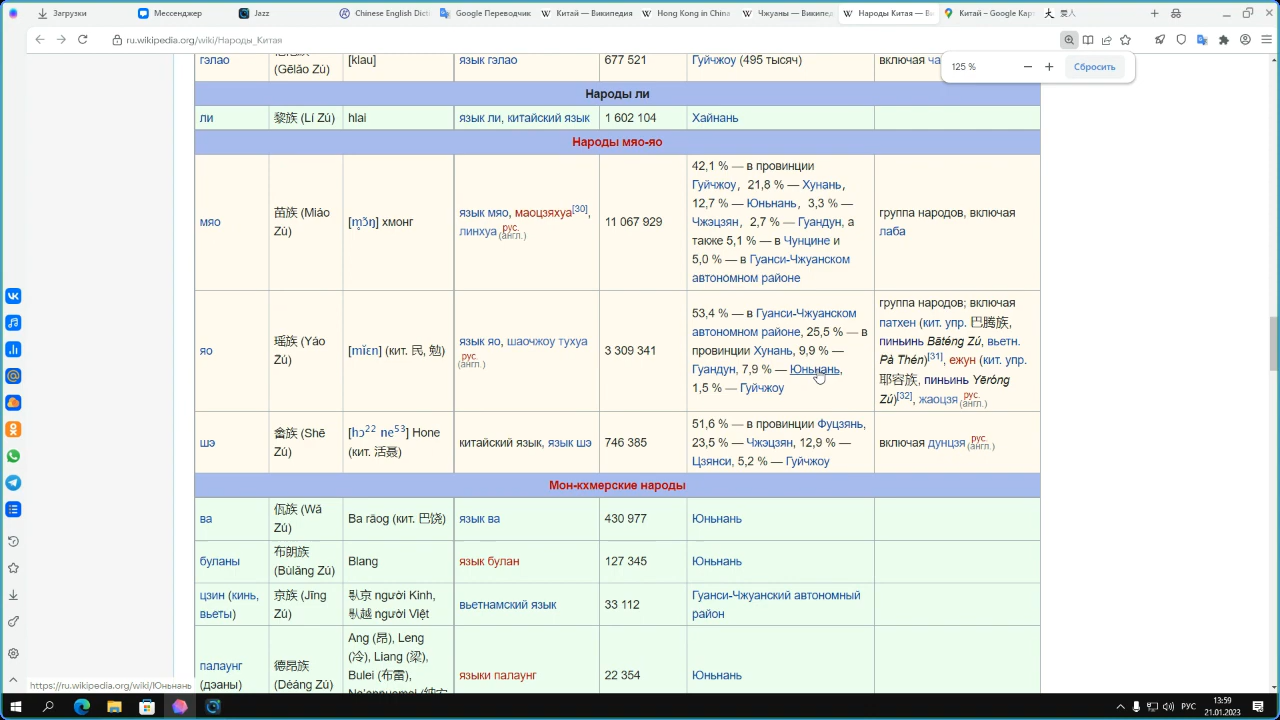 Загрузки
Мессенджер
Jazz
Chinese English Dict
Google Переводчик
Китай — Википедия
Hong Kong in China
Чжуаны — Википед
Народы Китая — Ви
Китай – Google Кар
爱人
ru.wikipedia.org/wiki/Народы_Китая
125 %
Сбросить
гэлао
(Gēlǎo Zú)
[klau]
язык гэлао
677 521
Гуйчжоу (495 тысяч)
Народы ли
ли
黎族 (Lí Zú)
hlai
язык ли, китайский язык
1 602 104
Хайнань
Народы мяо-яо
мяо
苗族 (Miáo
Zú)
[m̥ɔ̃ŋ] хмонг
язык мяо, маоцзяхуа[30],
линхуа рус. (англ.)
11 067 929
42,1 % — в провинции
Гуйчжоу, 21,8 % — Хунань,
12,7 % — Юньнань, 3,3 % —
Чжэцзян, 2,7 % — Гуандун, а
также 5,1 % — в Чунцине и
5,0 % — в Гуанси-Чжуанском
автономном районе
группа народов, включая
лаба
яо
瑶族 (Yáo
Zú)
[mǐɛn] (кит. 民, 勉)
язык яо, шаочжоу тухуа
рус.
(англ.)
3 309 341
53,4 % — в Гуанси-Чжуанском
автономном районе, 25,5 % — в
провинции Хунань, 9,9 % —
Гуандун, 7,9 % — Юньнань,
1,5 % — Гуйчжоу
группа народов; включая
патхен (кит. упр. 巴腾族,
пиньинь Bāténg Zú, вьетн.
Pà Thén)[31], ежун (кит. упр.
耶容族, пиньинь Yēróng
Zú)[32], жаоцзя рус. (англ.)
шэ
畲族 (Shē
Zú)
[hɔ22 ne53] Hone
(кит. 活聂)
китайский язык, язык шэ
746 385
51,6 % — в провинции Фуцзянь,
23,5 % — Чжэцзян, 12,9 % —
Цзянси, 5,2 % — Гуйчжоу
включая дунцзя рус. (англ.)
Мон-кхмерские народы
ва
佤族 (Wǎ
Zú)
Ba rāog (кит. 巴饶)
язык ва
430 977
Юньнань
буланы
布朗族
(Bùlǎng Zú)
Blang
язык булан
127 345
Юньнань
цзин (кинь,
вьеты)
京族 (Jīng
Zú)
người Kinh,
người Việt
вьетнамский язык
33 112
Гуанси-Чжуанский автономный
район
палаунг
(дэаны)
德昂族
(Déáng Zú)
Ang (昂), Leng
(冷), Liang (梁),
Bulei (布雷),
языки палаунг
22 354
Юньнань
https://ru.wikipedia.org/wiki/Юньнань
РУС
13:59
21.01.2023